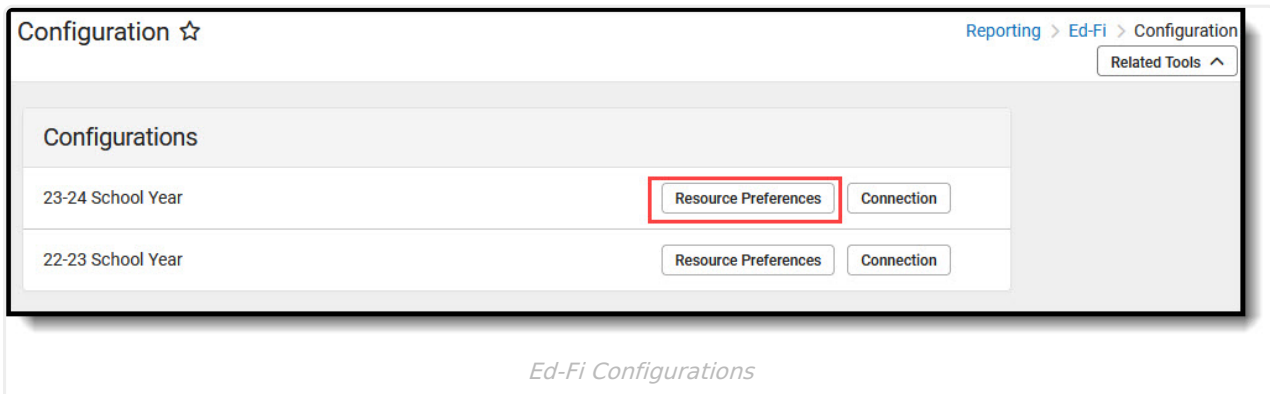 Configuration ☆
Reporting > Ed-Fi > Configuration
Related Tools
Configurations
23-24 School Year Resource Preferences Connection
22-23 School Year Resource Preferences Connection
Ed-Fi Configurations